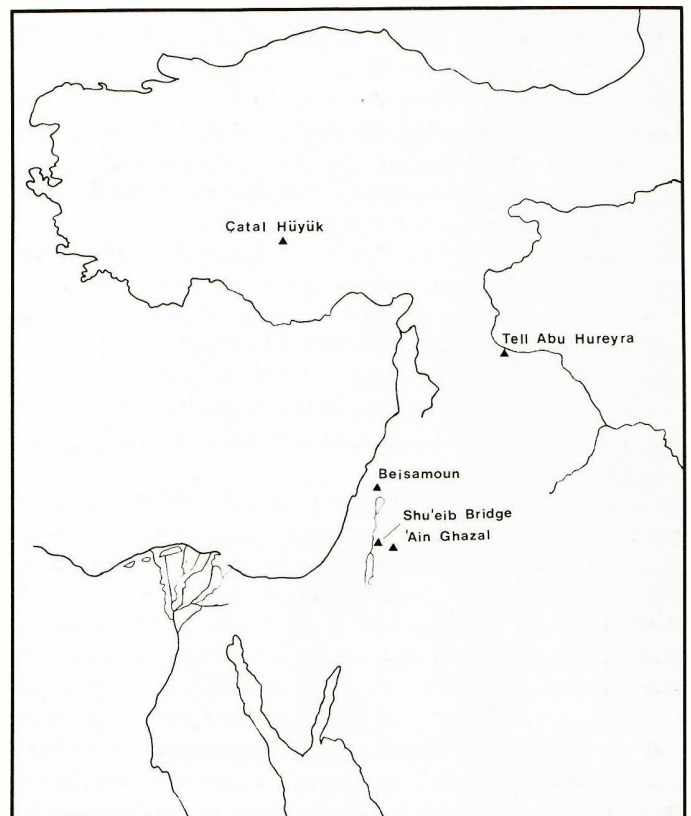 Çatal Hüyük
Tell Abu Hureyra
Beisamoun
Shu'eib Bridge
'Ain Ghazal